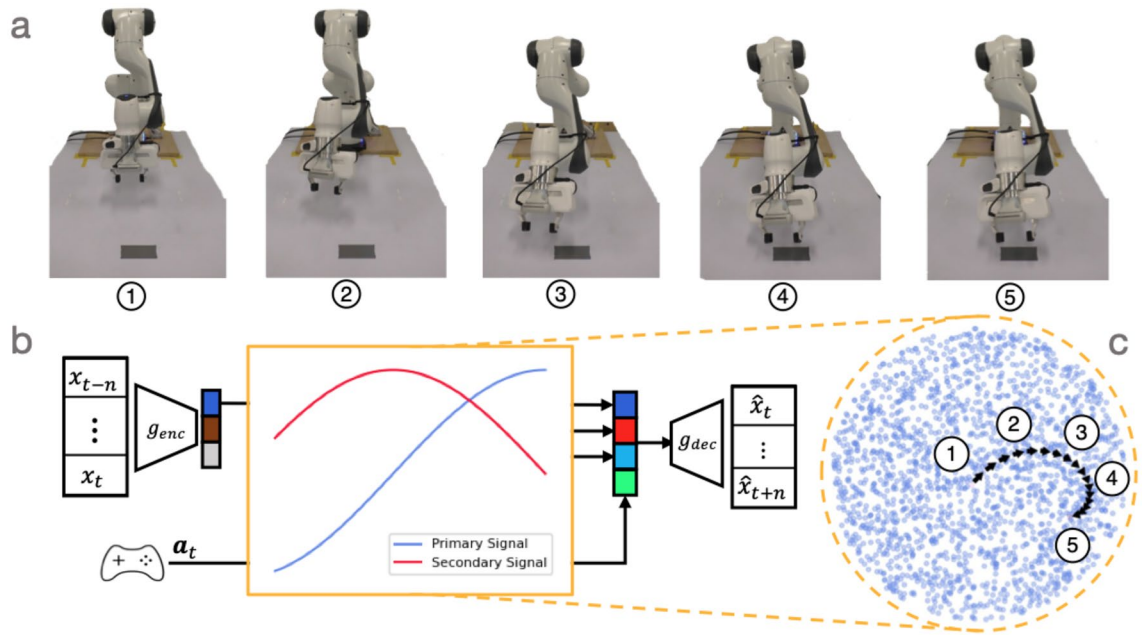 a
1
2
3
4
5
b
c
x_{t-n}
⋮
x_t
g_{enc}
a_t
Primary Signal
Secondary Signal
g_{dec}
x̂_t
⋮
x̂_{t+n}
1
2
3
4
5